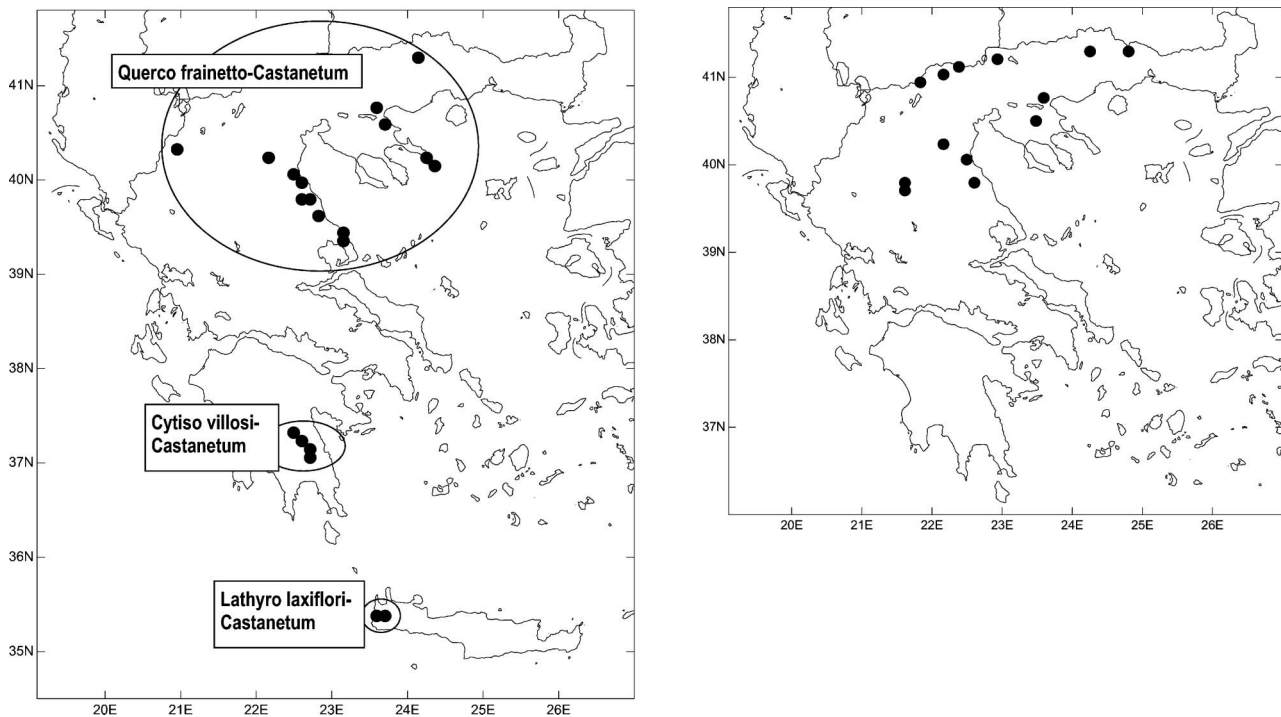 41N
Querco frainetto-Castanetum
40N
39N
38N
Cytiso villosi-
Castanetum
37N
36N
Lathyro laxiflori-
Castanetum
35N
20E 21E 22E 23E 24E 25E 26E
41N
40N
39N
38N
37N
20E 21E 22E 23E 24E 25E 26E